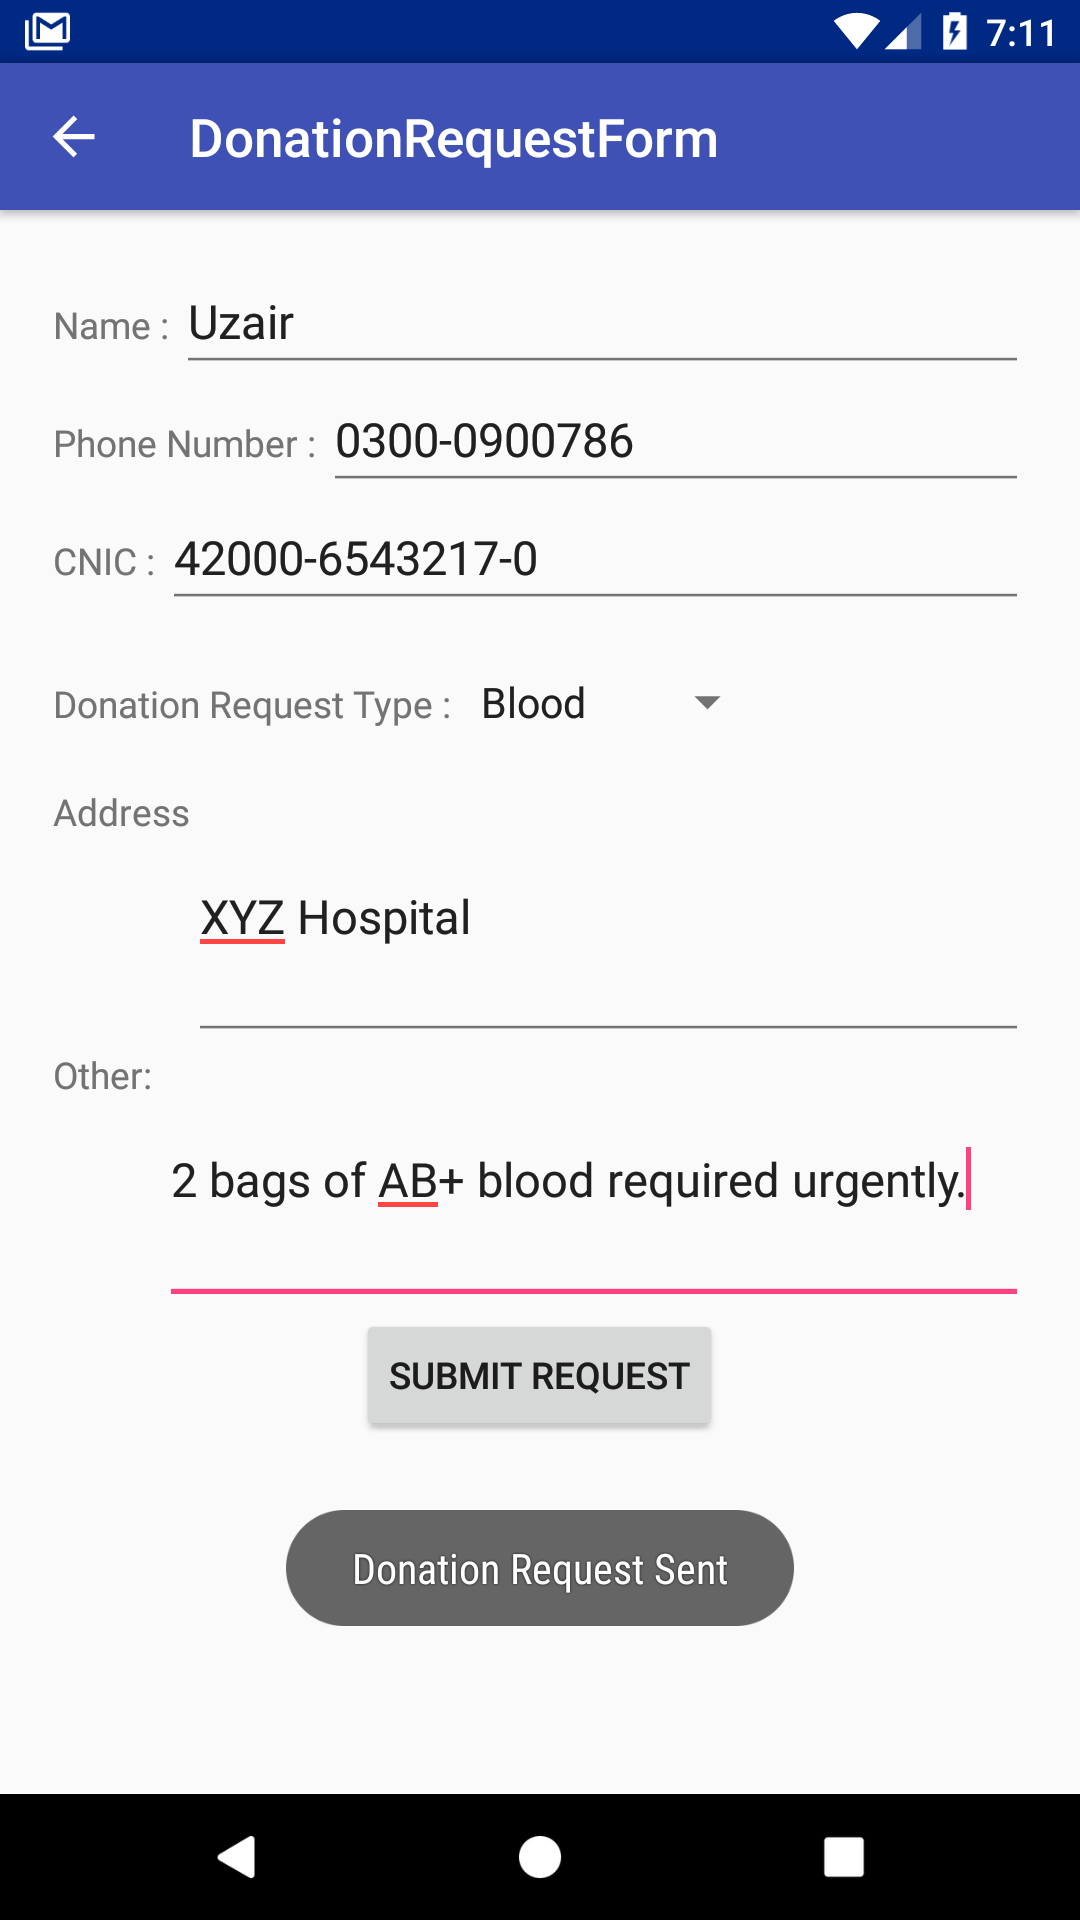 7:11
DonationRequestForm
Name : Uzair
Phone Number : 0300-0900786
CNIC : 42000-6543217-0
Donation Request Type : Blood
Address
XYZ Hospital
Other:
2 bags of AB+ blood required urgently.
SUBMIT REQUEST
Donation Request Sent